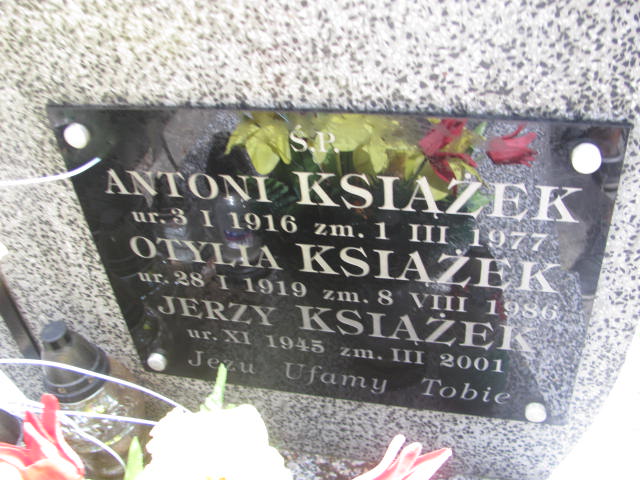 Ś.P.
ANTONI KSIĄŻEK
ur. 3 I 1916 zm. 1 III 1977
OTYLIA KSIĄŻEK
ur. 28 I 1919 zm. 8 VIII 1986
JERZY KSIĄŻEK
ur. XI 1945 zm. III 2001
Jezu Ufamy Tobie